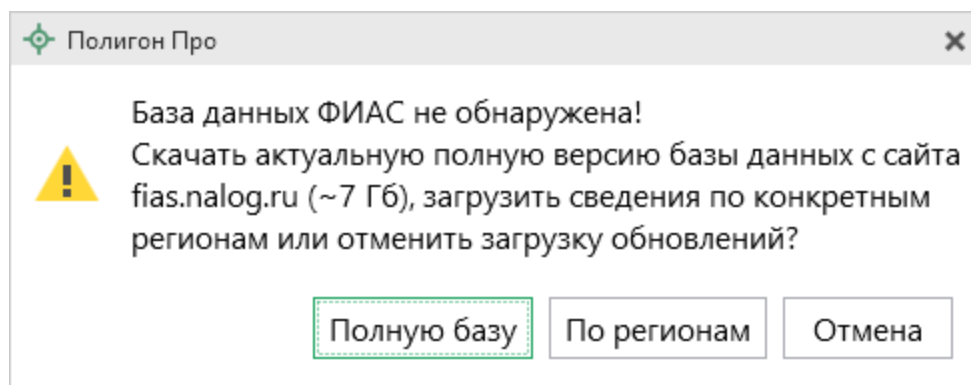 Полигон Про
База данных ФИАС не обнаружена!
Скачать актуальную полную версию базы данных с сайта
fias.nalog.ru (~7 Гб), загрузить сведения по конкретным
регионам или отменить загрузку обновлений?
Полную базу По регионам Отмена